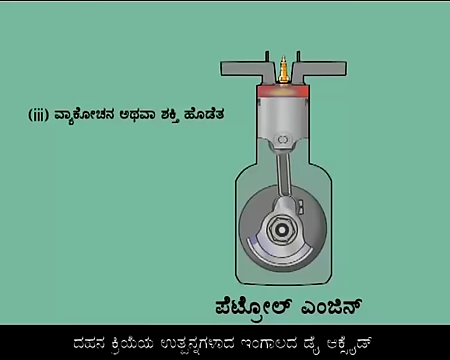 (iii) ವ್ಯಾಕೋಚನ ಅಥವಾ ಶಕ್ತಿ ಹೊಡೆತ
ಪೆಟ್ರೋಲ್ ಎಂಜಿನ್
ದಹನ ಕ್ರಿಯೆಯ ಉತ್ಪನ್ನಗಳಾದ ಇಂಗಾಲದ ಡೈ ಆಕ್ಸೈಡ್